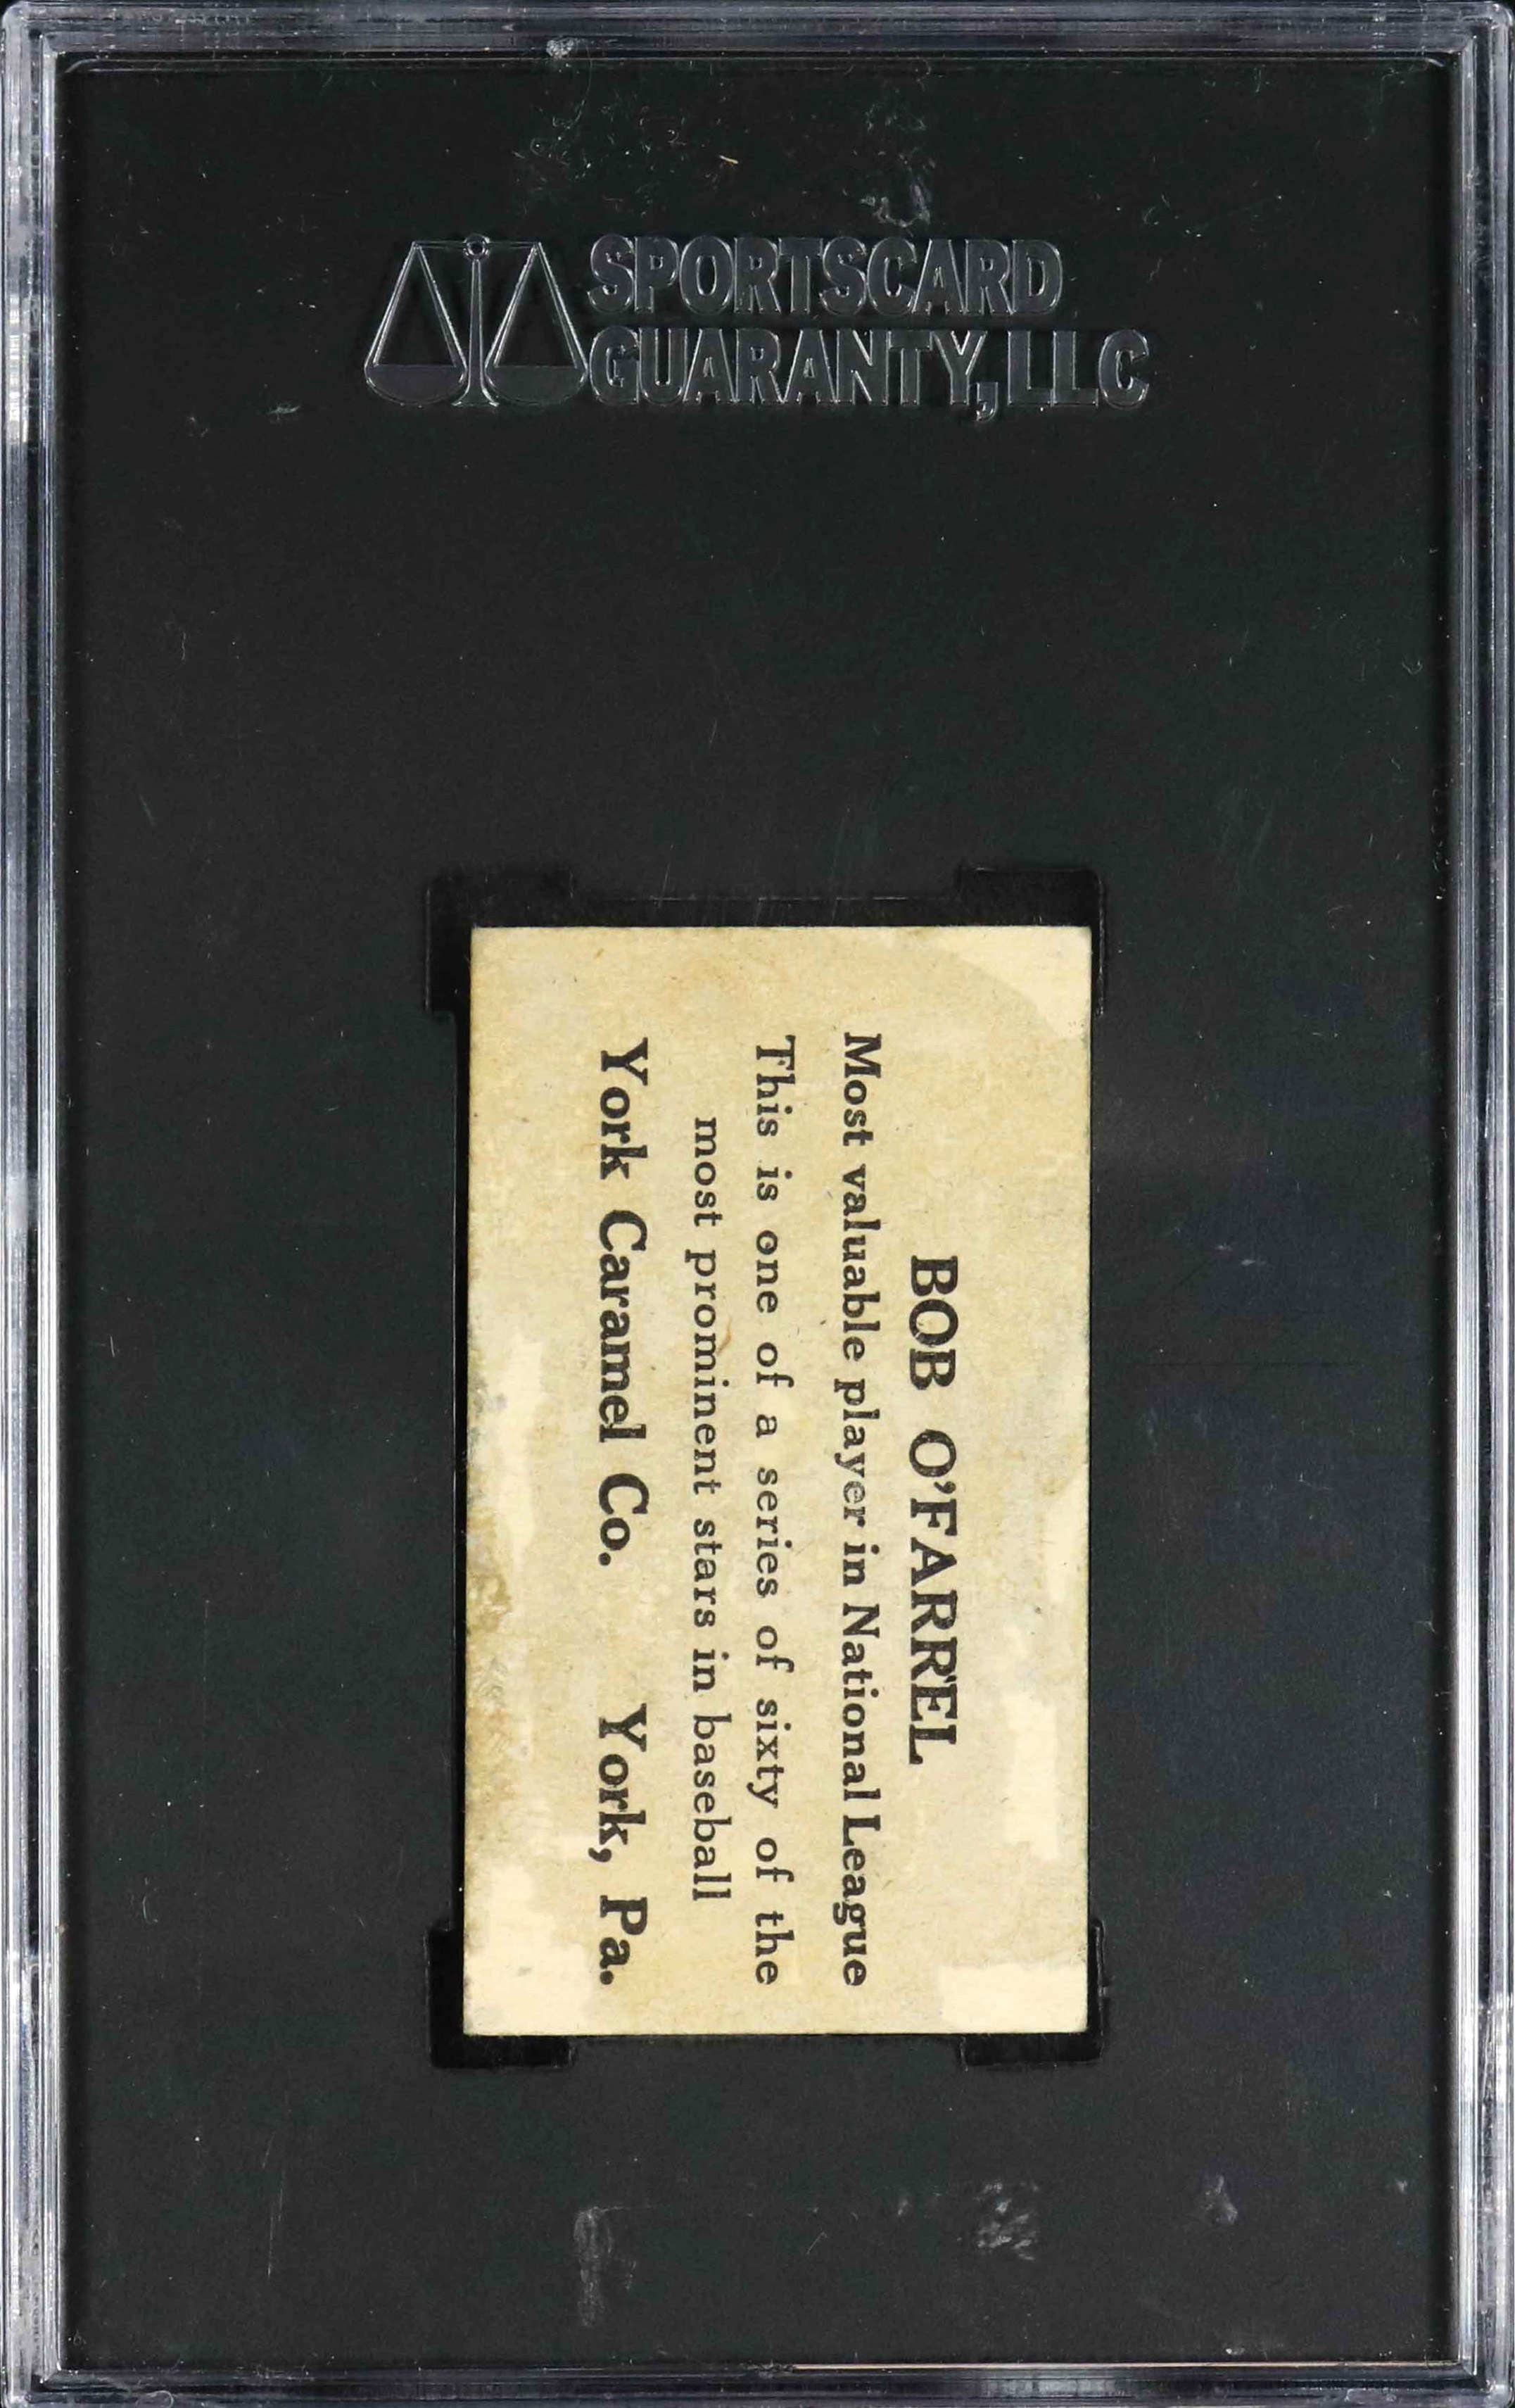 SPORTSCARD
GUARANTY, LLC
BOB O'FARREL
Most valuable player in National League
This is one of a series of sixty of the
most prominent stars in baseball
York Caramel Co. York, Pa.